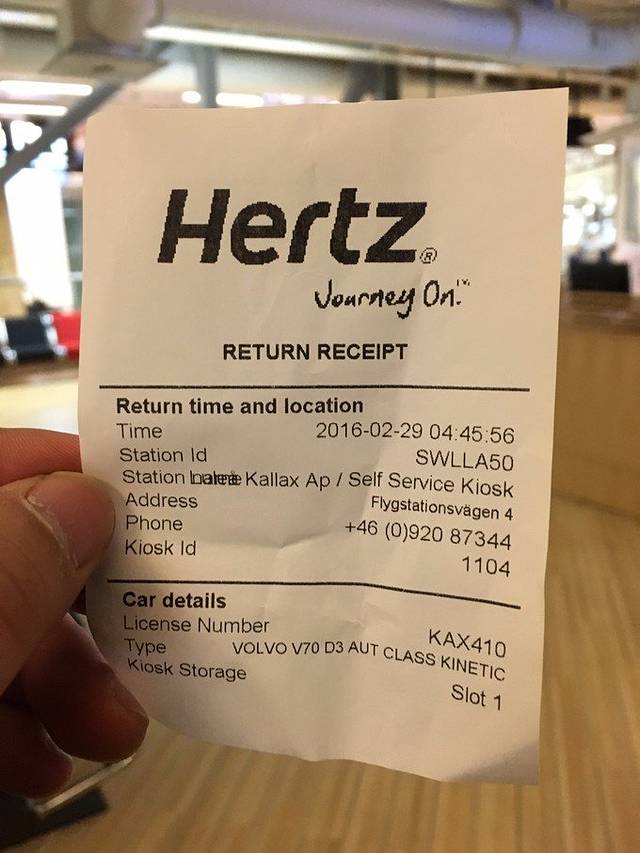 Hertz®
Journey On!™
RETURN RECEIPT
Return time and location
Time 2016-02-29 04:45:56
Station Id SWLLA50
Station Kallax Ap / Self Service Kiosk
Address Flygstationsvägen 4
Phone +46 (0)920 87344
Kiosk Id 1104
Car details
License Number KAX410
Type VOLVO V70 D3 AUT CLASS KINETIC
Kiosk Storage Slot 1